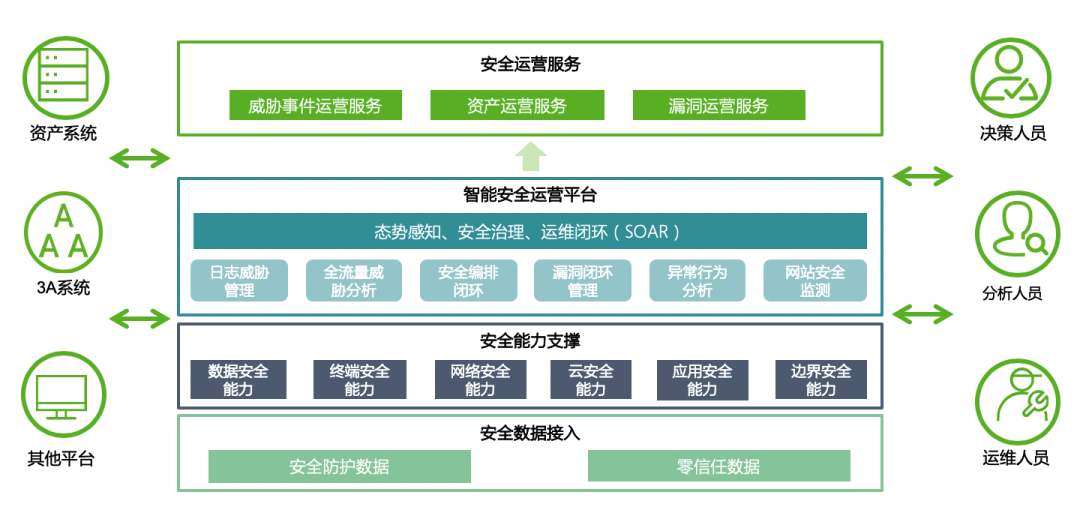 安全运营服务
威胁事件运营服务
资产运营服务
漏洞运营服务
资产系统
决策人员
智能安全运营平台
态势感知、安全治理、运维闭环（SOAR）
日志威胁
管理
全流量威
胁分析
安全编排
闭环
漏洞闭环
管理
异常行为
分析
网站安全
监测
A
A A
3A系统
分析人员
安全能力支撑
数据安全
能力
终端安全
能力
网络安全
能力
云安全
能力
应用安全
能力
边界安全
能力
安全数据接入
安全防护数据
零信任数据
其他平台
运维人员